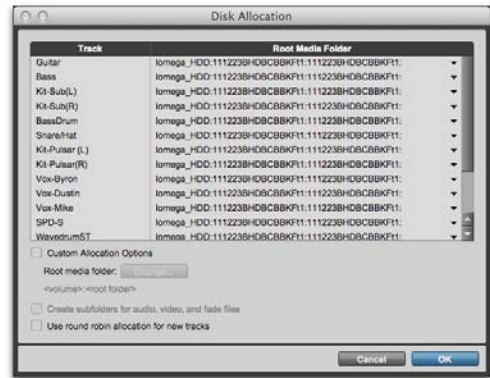 Disk Allocation
Track Root Media Folder
Guitar Iomega_HDD:111223BHDBCBBKFt1:111223BHDBCBBKFt1:
Bass Iomega_HDD:111223BHDBCBBKFt1:111223BHDBCBBKFt1:
Kit-Sub(L) Iomega_HDD:111223BHDBCBBKFt1:111223BHDBCBBKFt1:
Kit-Sub(R) Iomega_HDD:111223BHDBCBBKFt1:111223BHDBCBBKFt1:
BassDrum Iomega_HDD:111223BHDBCBBKFt1:111223BHDBCBBKFt1:
Snare/Hat Iomega_HDD:111223BHDBCBBKFt1:111223BHDBCBBKFt1:
Kit-Pulsar (L) Iomega_HDD:111223BHDBCBBKFt1:111223BHDBCBBKFt1:
Kit-Pulsar(R) Iomega_HDD:111223BHDBCBBKFt1:111223BHDBCBBKFt1:
Vox-Byron Iomega_HDD:111223BHDBCBBKFt1:111223BHDBCBBKFt1:
Vox-Dustin Iomega_HDD:111223BHDBCBBKFt1:111223BHDBCBBKFt1:
Vox-Mike Iomega_HDD:111223BHDBCBBKFt1:111223BHDBCBBKFt1:
SPD-S Iomega_HDD:111223BHDBCBBKFt1:111223BHDBCBBKFt1:
WavedrumST Iomega_HDD:111223BHDBCBBKFt1:111223BHDBCBBKFt1:
Custom Allocation Options
Root media folder: Change...
<volume>:<root folder>
Create subfolders for audio, video, and fade files
Use round robin allocation for new tracks
Cancel OK